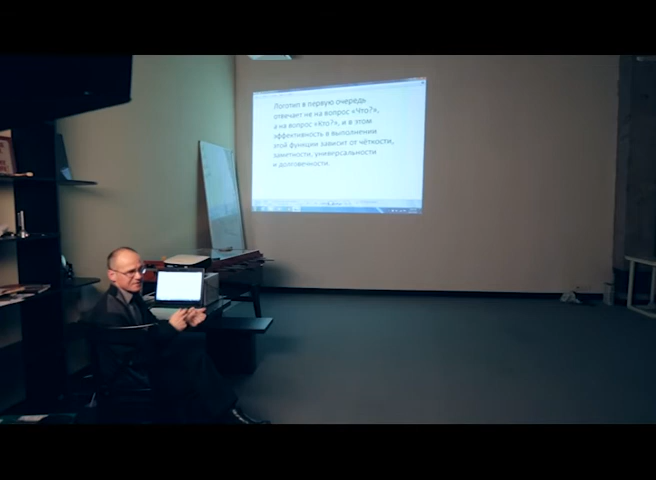 Логотип в первую очередь
отвечает не на вопрос «Что?»,
а на вопрос «Кто?», и в этом
эффективность в выполнении
этой функции зависит от чёткости,
заметности, универсальности
и долговечности.